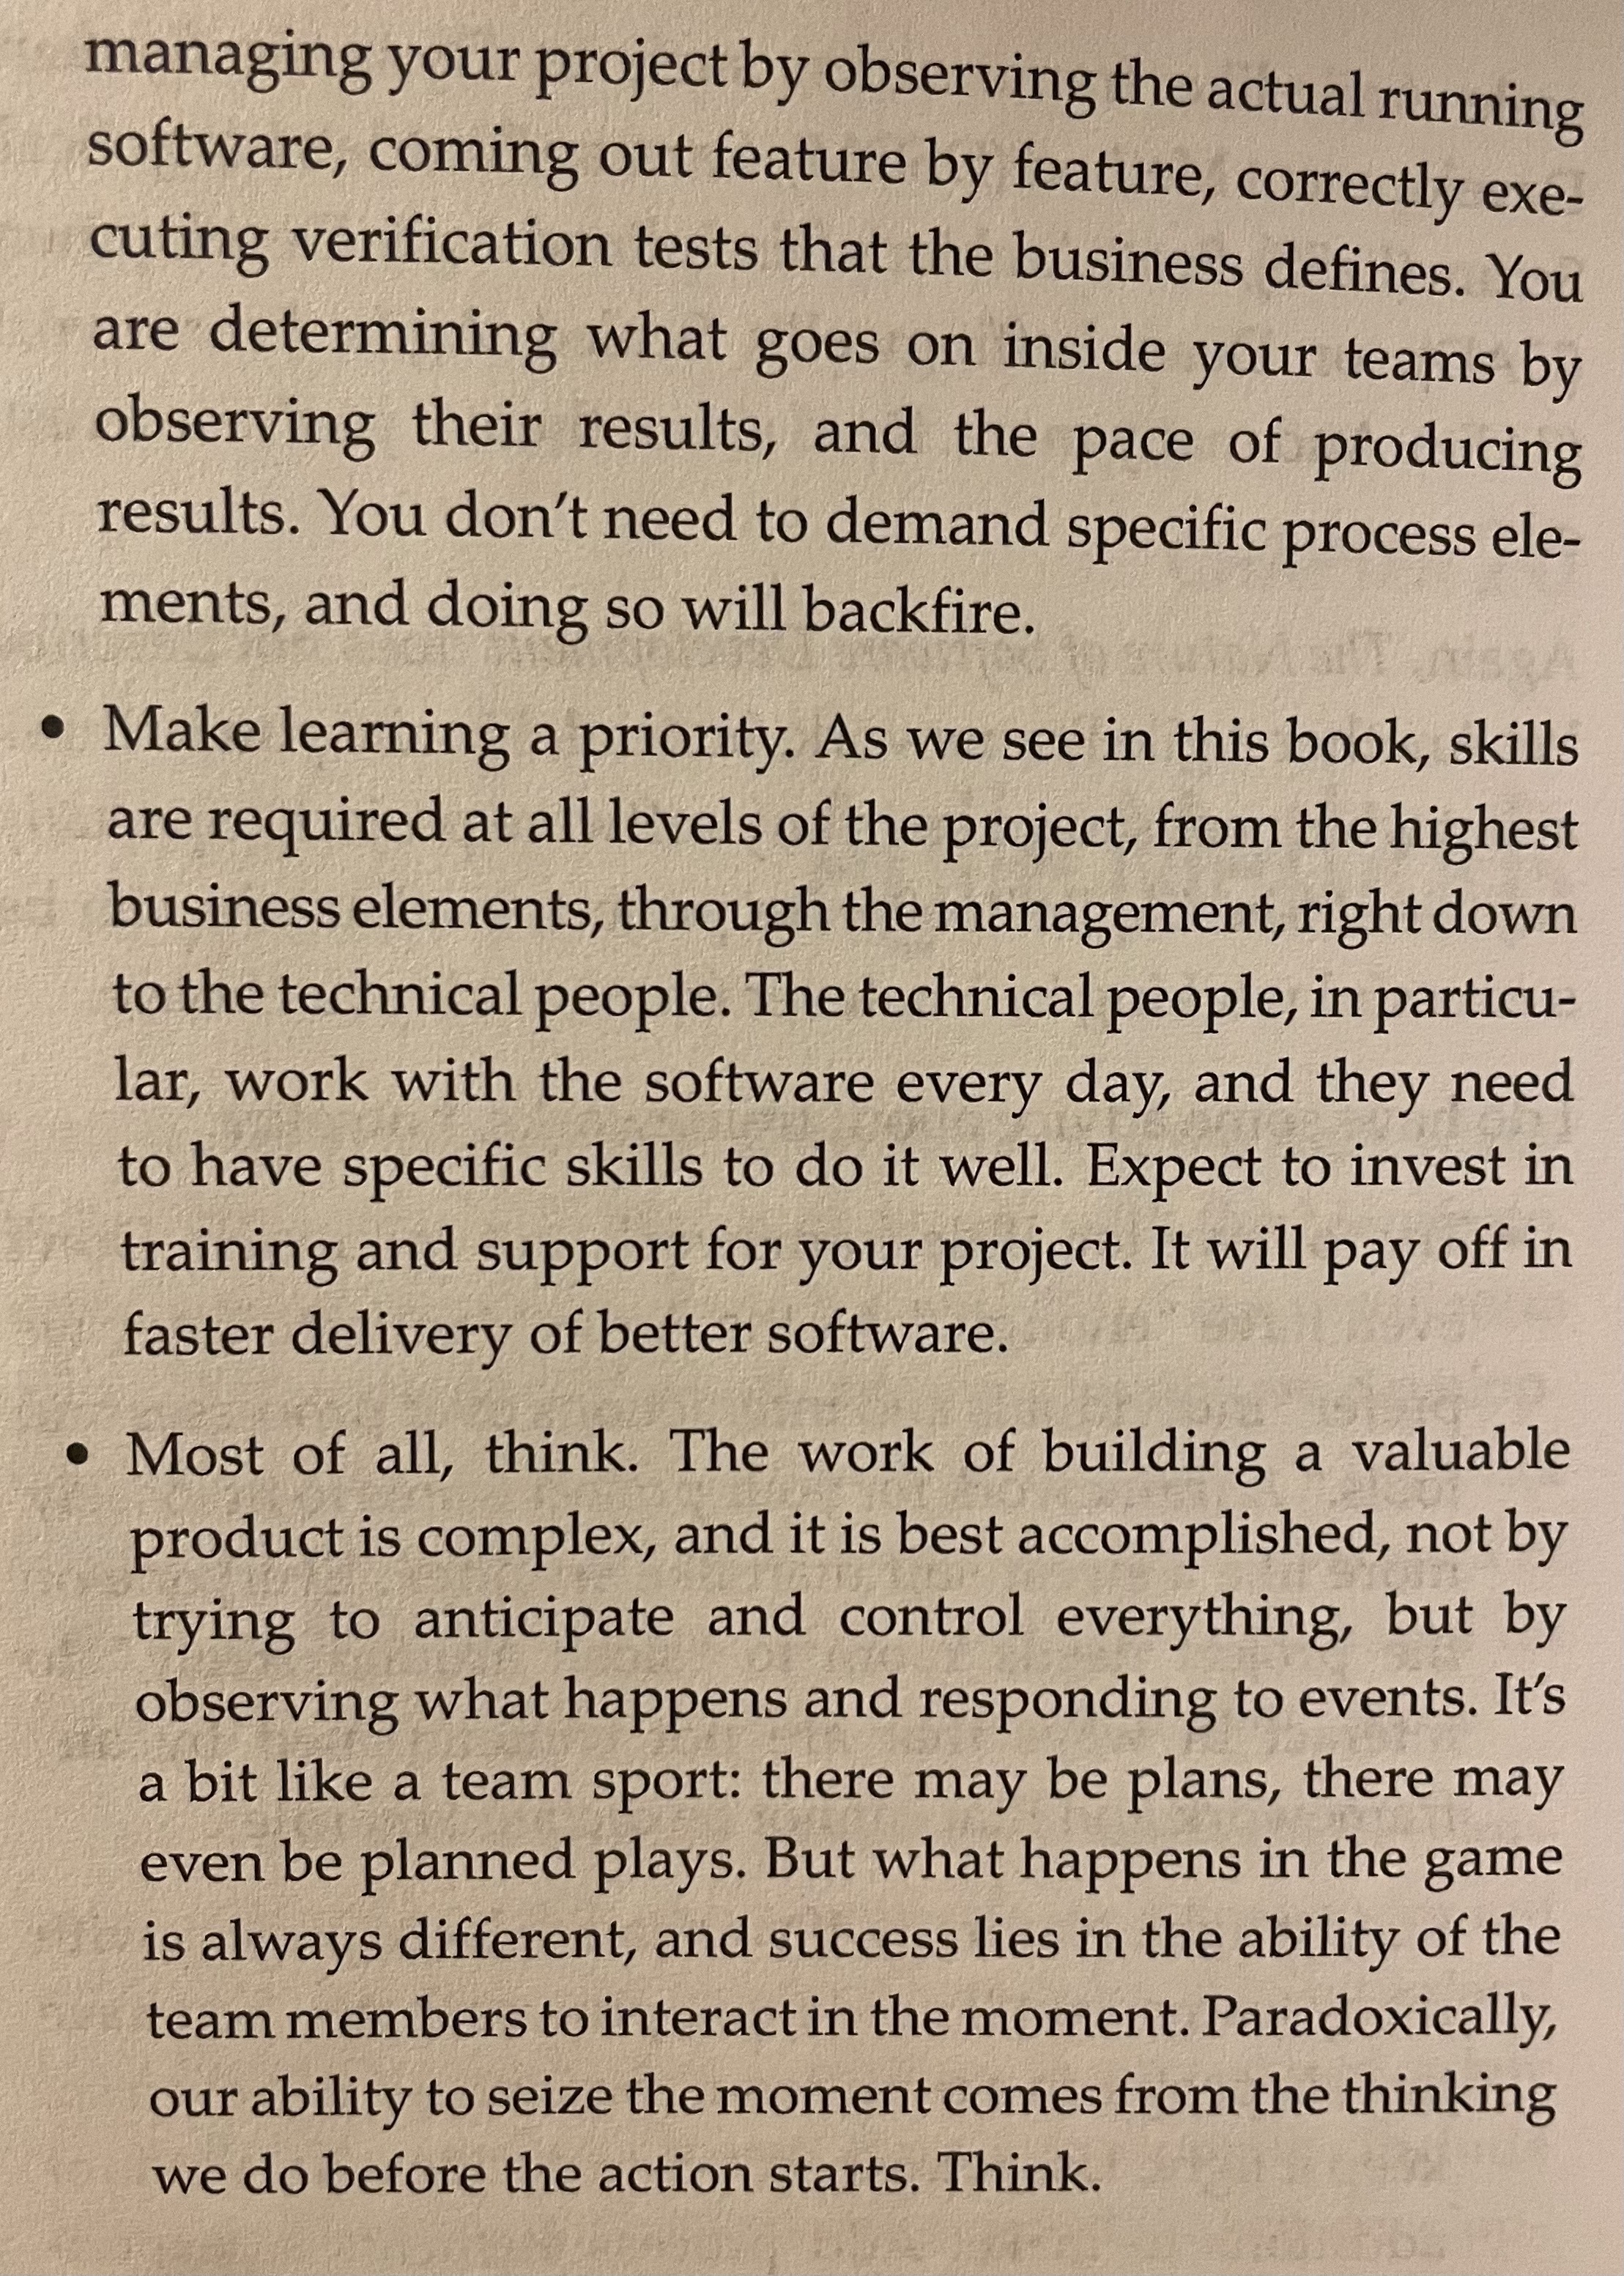 managing your project by observing the actual running
software, coming out feature by feature, correctly exe-
cuting verification tests that the business defines. You
are determining what goes on inside your teams by
observing their results, and the pace of producing
results. You don’t need to demand specific process ele-
ments, and doing so will backfire.
• Make learning a priority. As we see in this book, skills
are required at all levels of the project, from the highest
business elements, through the management, right down
to the technical people. The technical people, in particu-
lar, work with the software every day, and they need
to have specific skills to do it well. Expect to invest in
training and support for your project. It will pay off in
faster delivery of better software.
• Most of all, think. The work of building a valuable
product is complex, and it is best accomplished, not by
trying to anticipate and control everything, but by
observing what happens and responding to events. It’s
a bit like a team sport: there may be plans, there may
even be planned plays. But what happens in the game
is always different, and success lies in the ability of the
team members to interact in the moment. Paradoxically,
our ability to seize the moment comes from the thinking
we do before the action starts. Think.